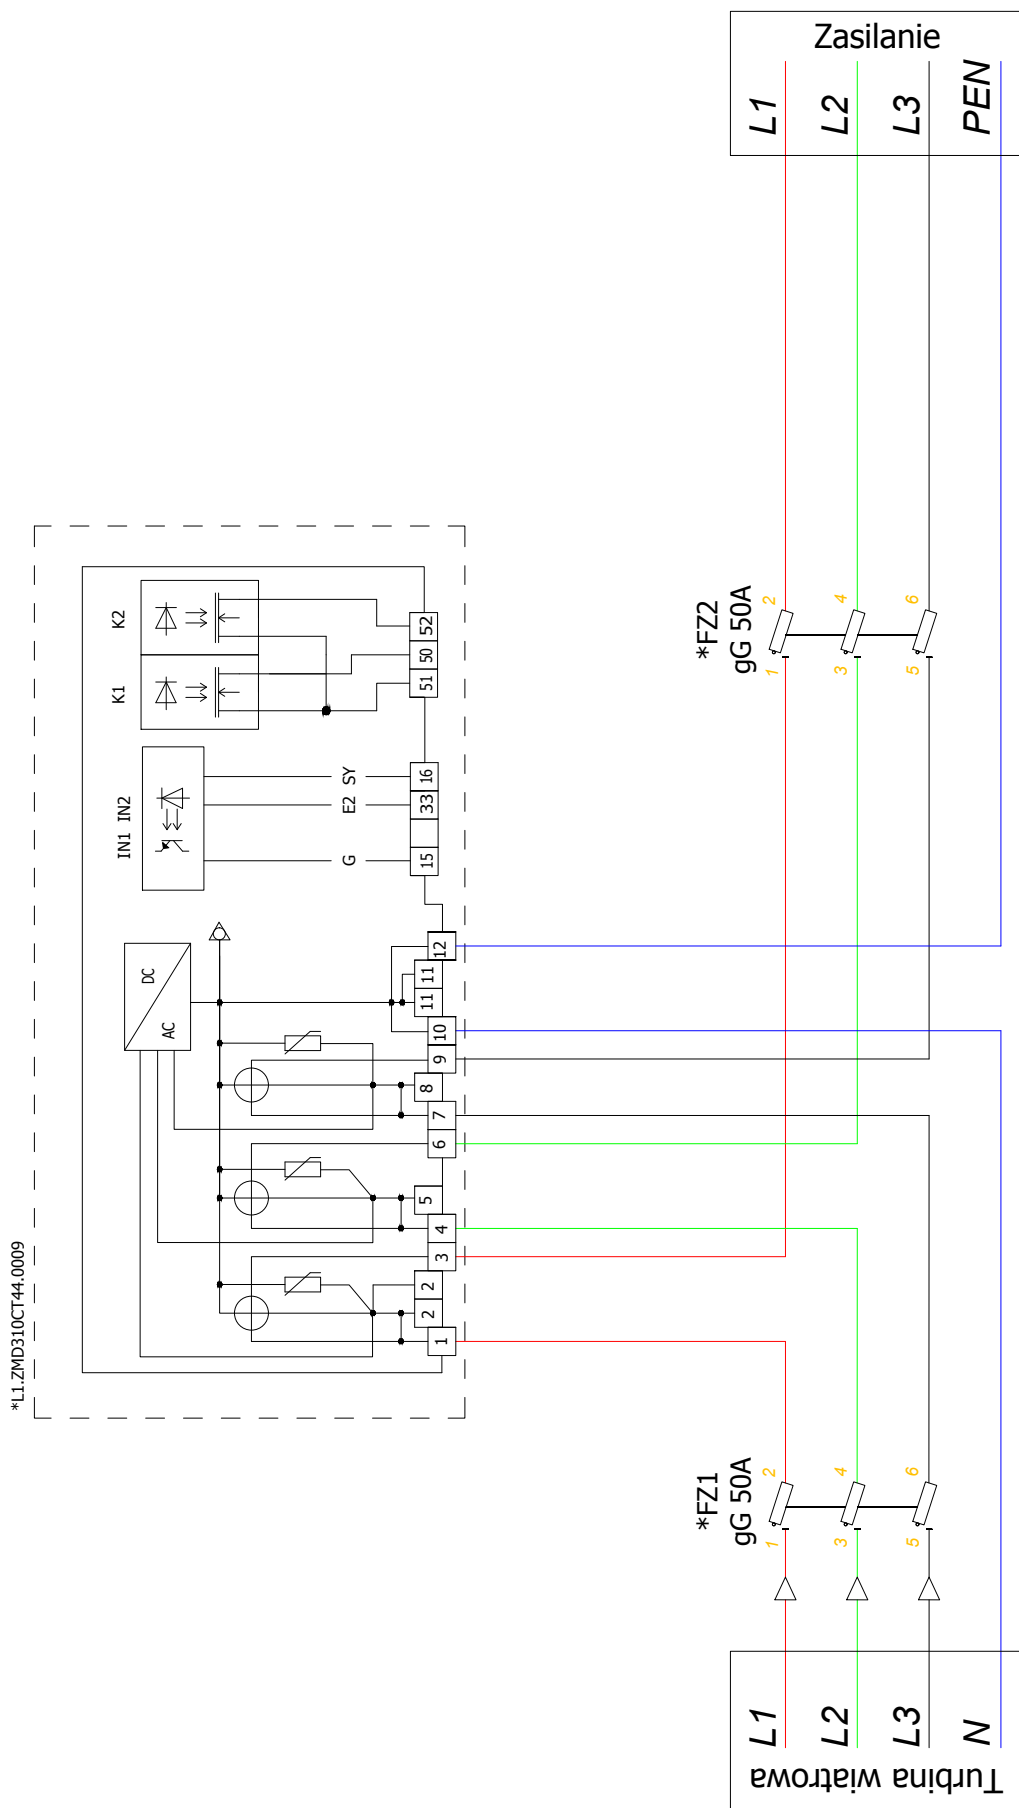 Zasilanie
L1
L2
L3
PEN
*FZ2
gG 50A
2
4
6
1
3
5
K2
K1
52
50
51
IN1 IN2
SY
E2
G
16
33
15
DC
AC
12
11
11
10
9
8
7
6
5
4
3
2
2
1
*L1.ZMD310CT44.0009
*FZ1
gG 50A
2
4
6
1
3
5
L1
L2
L3
N
Turbina wiatrowa